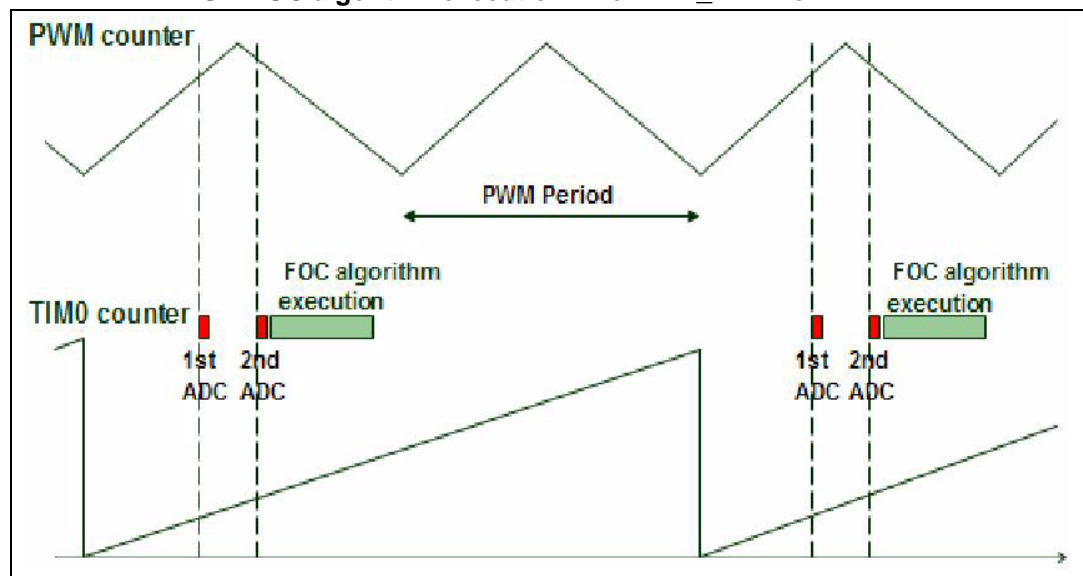 PWM counter
PWM Period
FOC algorithm
execution
FOC algorithm
execution
TIM0 counter
1st
ADC
2nd
ADC
1st
ADC
2nd
ADC